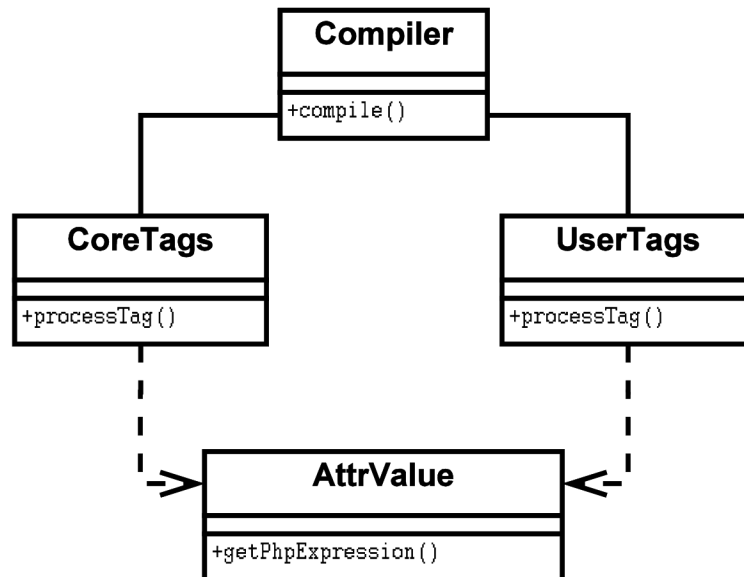 Compiler
+compile()
CoreTags
+processTag()
UserTags
+processTag()
AttrValue
+getPhpExpression()